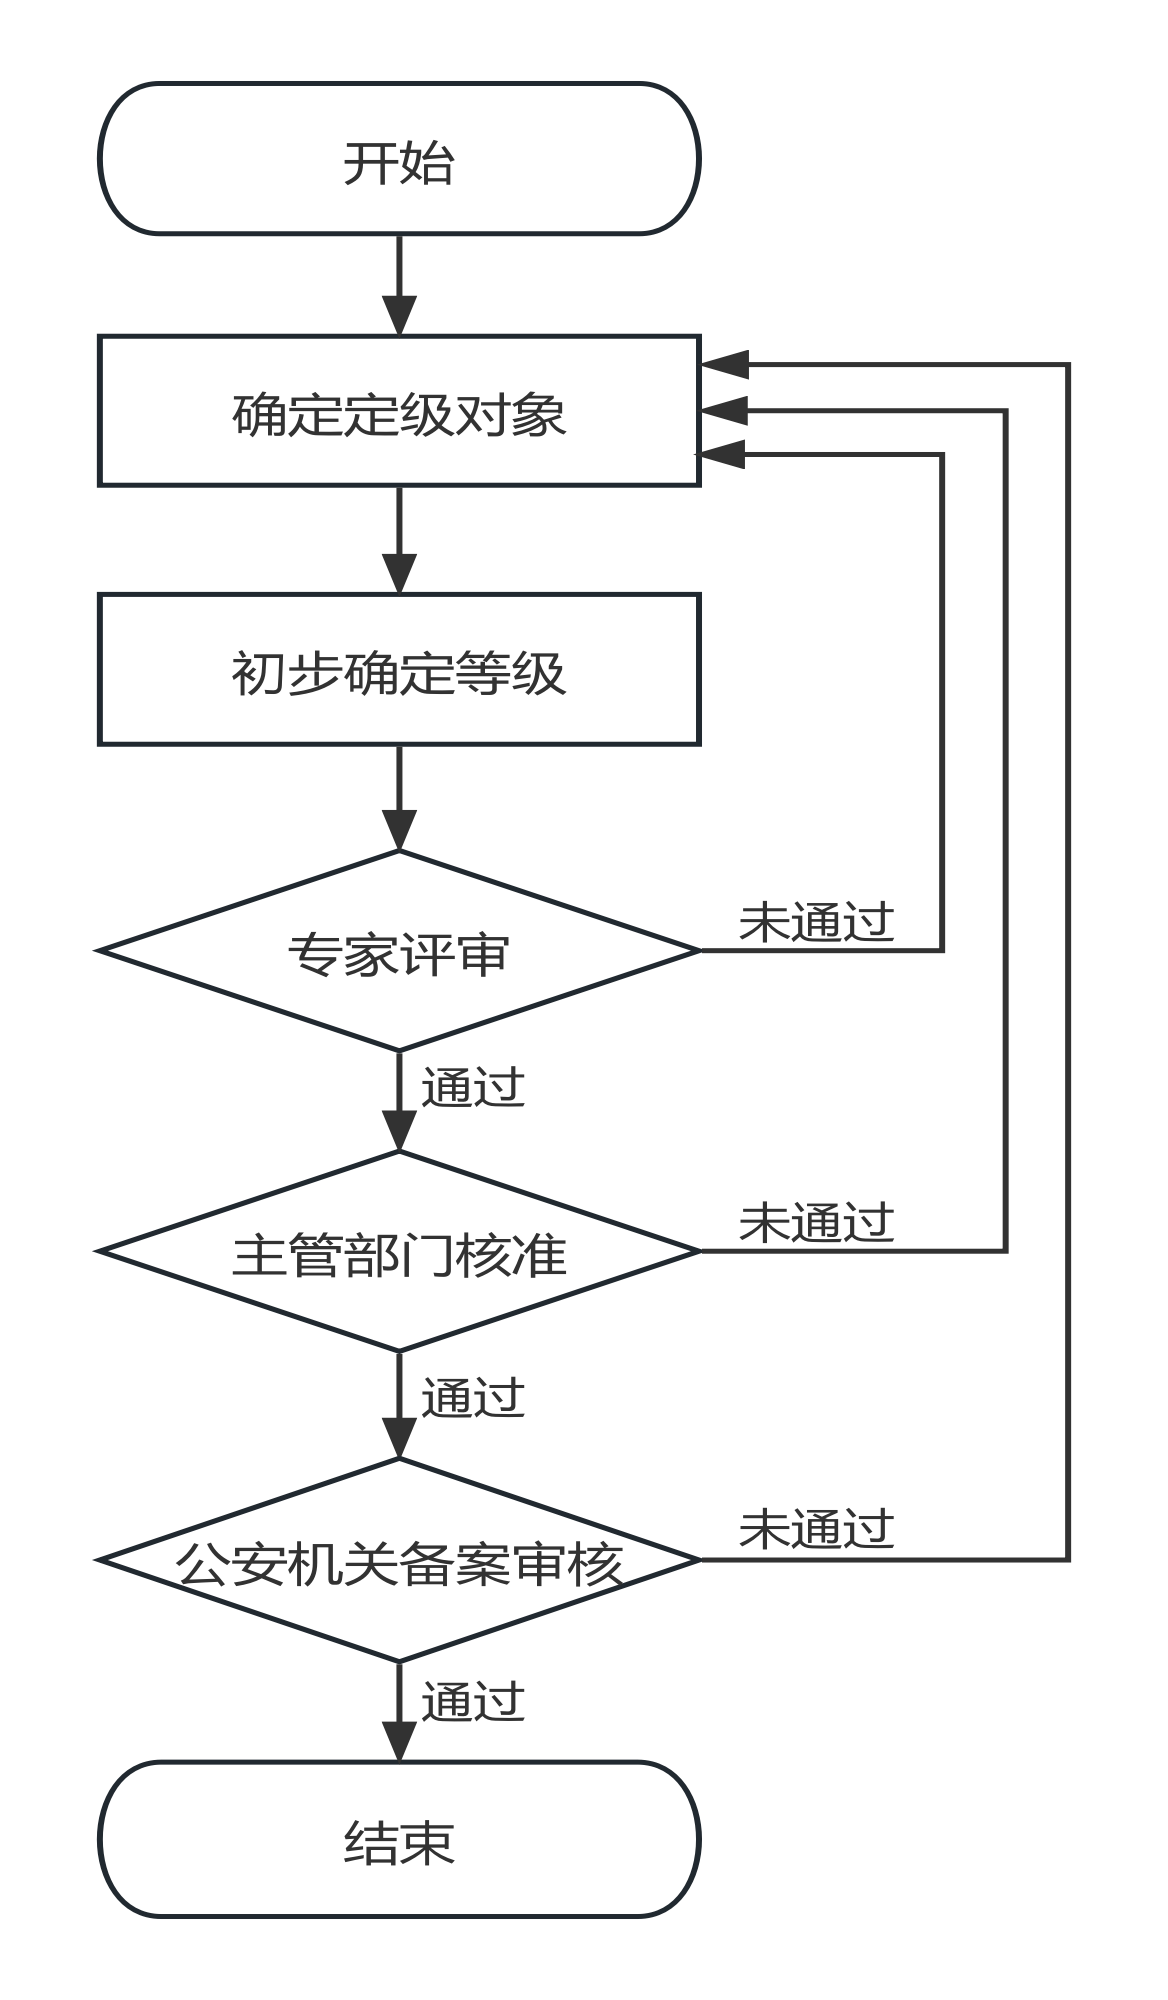 开始
确定定级对象
初步确定等级
专家评审
未通过
通过
主管部门核准
未通过
通过
公安机关备案审核
未通过
通过
结束